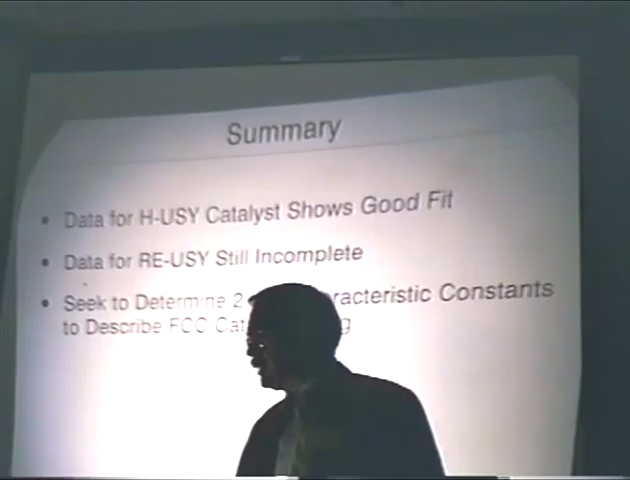 Summary
• Data for H-USY Catalyst Shows Good Fit
• Data for RE-USY Still Incomplete
• Seek to Determine 2 racteristic Constants
to Describe FCC Cat g